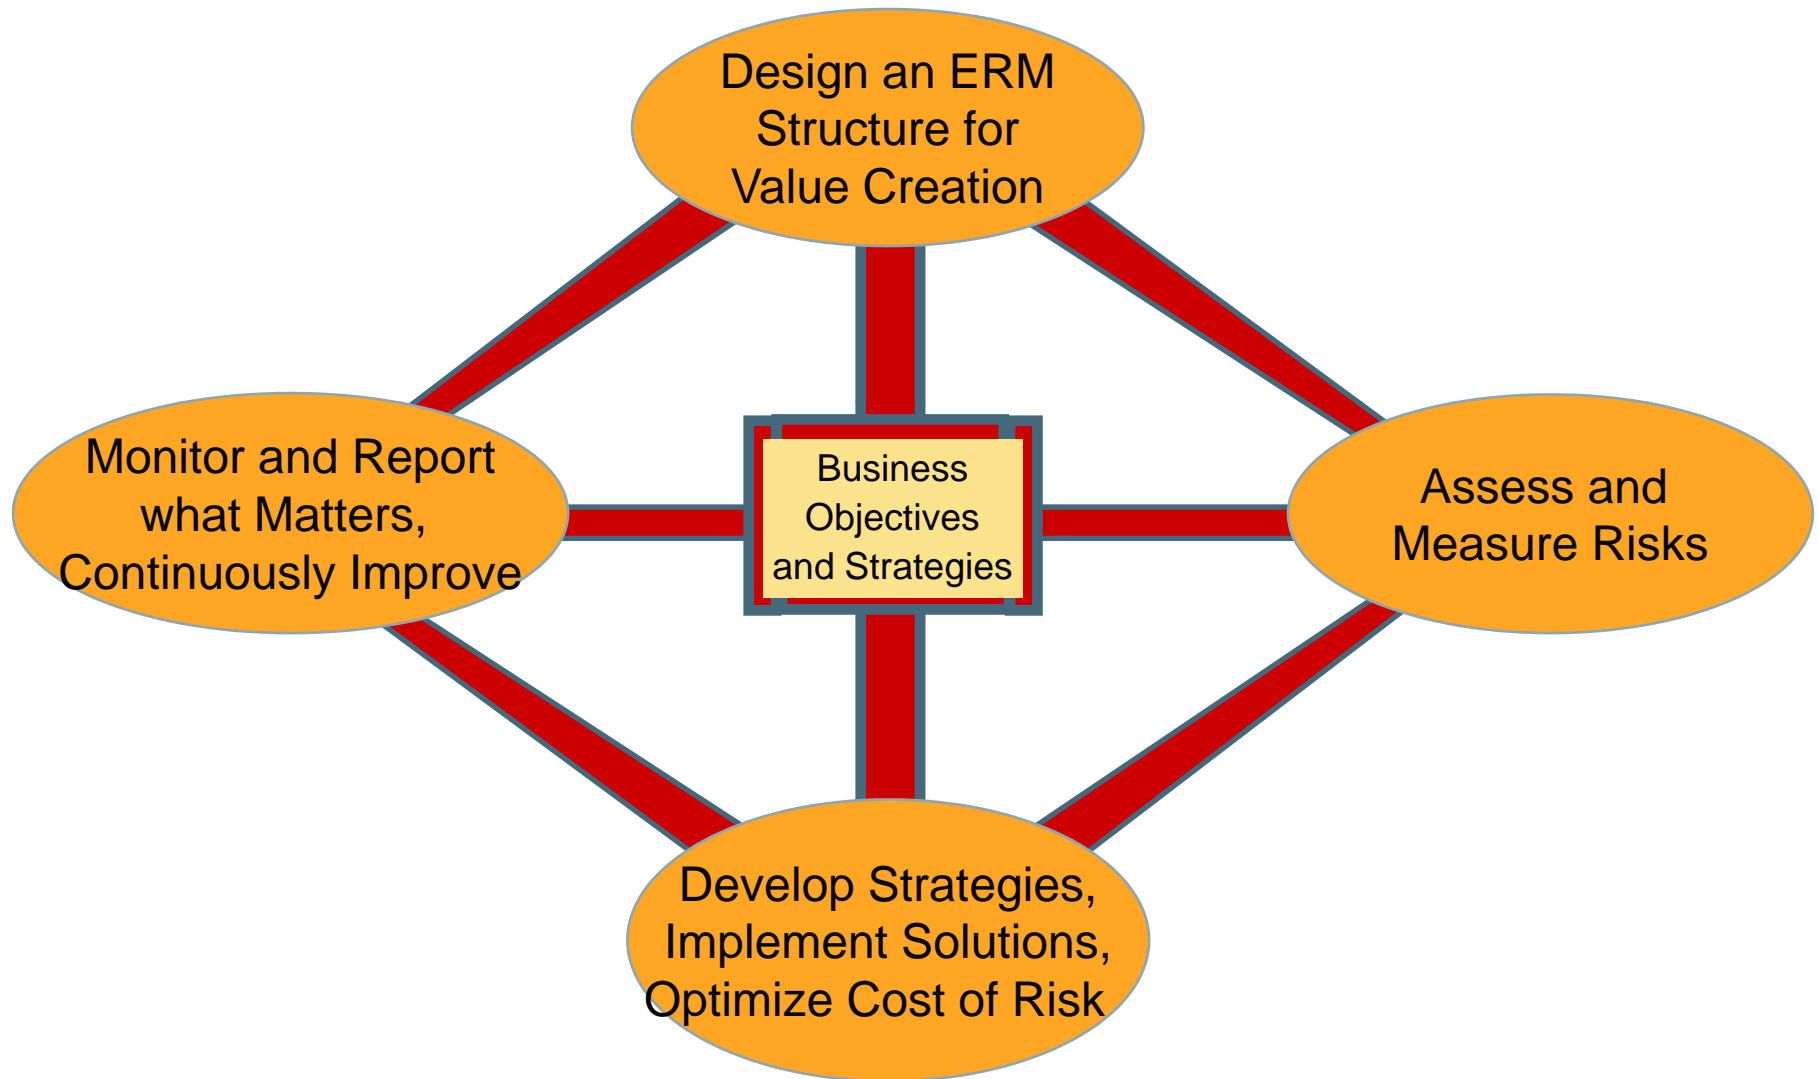 Design an ERM
Structure for
Value Creation
Monitor and Report
what Matters,
Continuously Improve
Business
Objectives
and Strategies
Assess and
Measure Risks
Develop Strategies,
Implement Solutions,
Optimize Cost of Risk